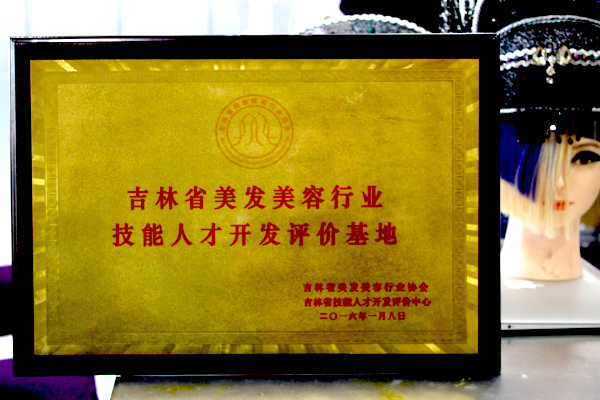 吉林省美发美容行业
技能人才开发评价基地
吉林省美发美容行业协会
吉林省技能人才开发评价中心
二〇一六年一月八日